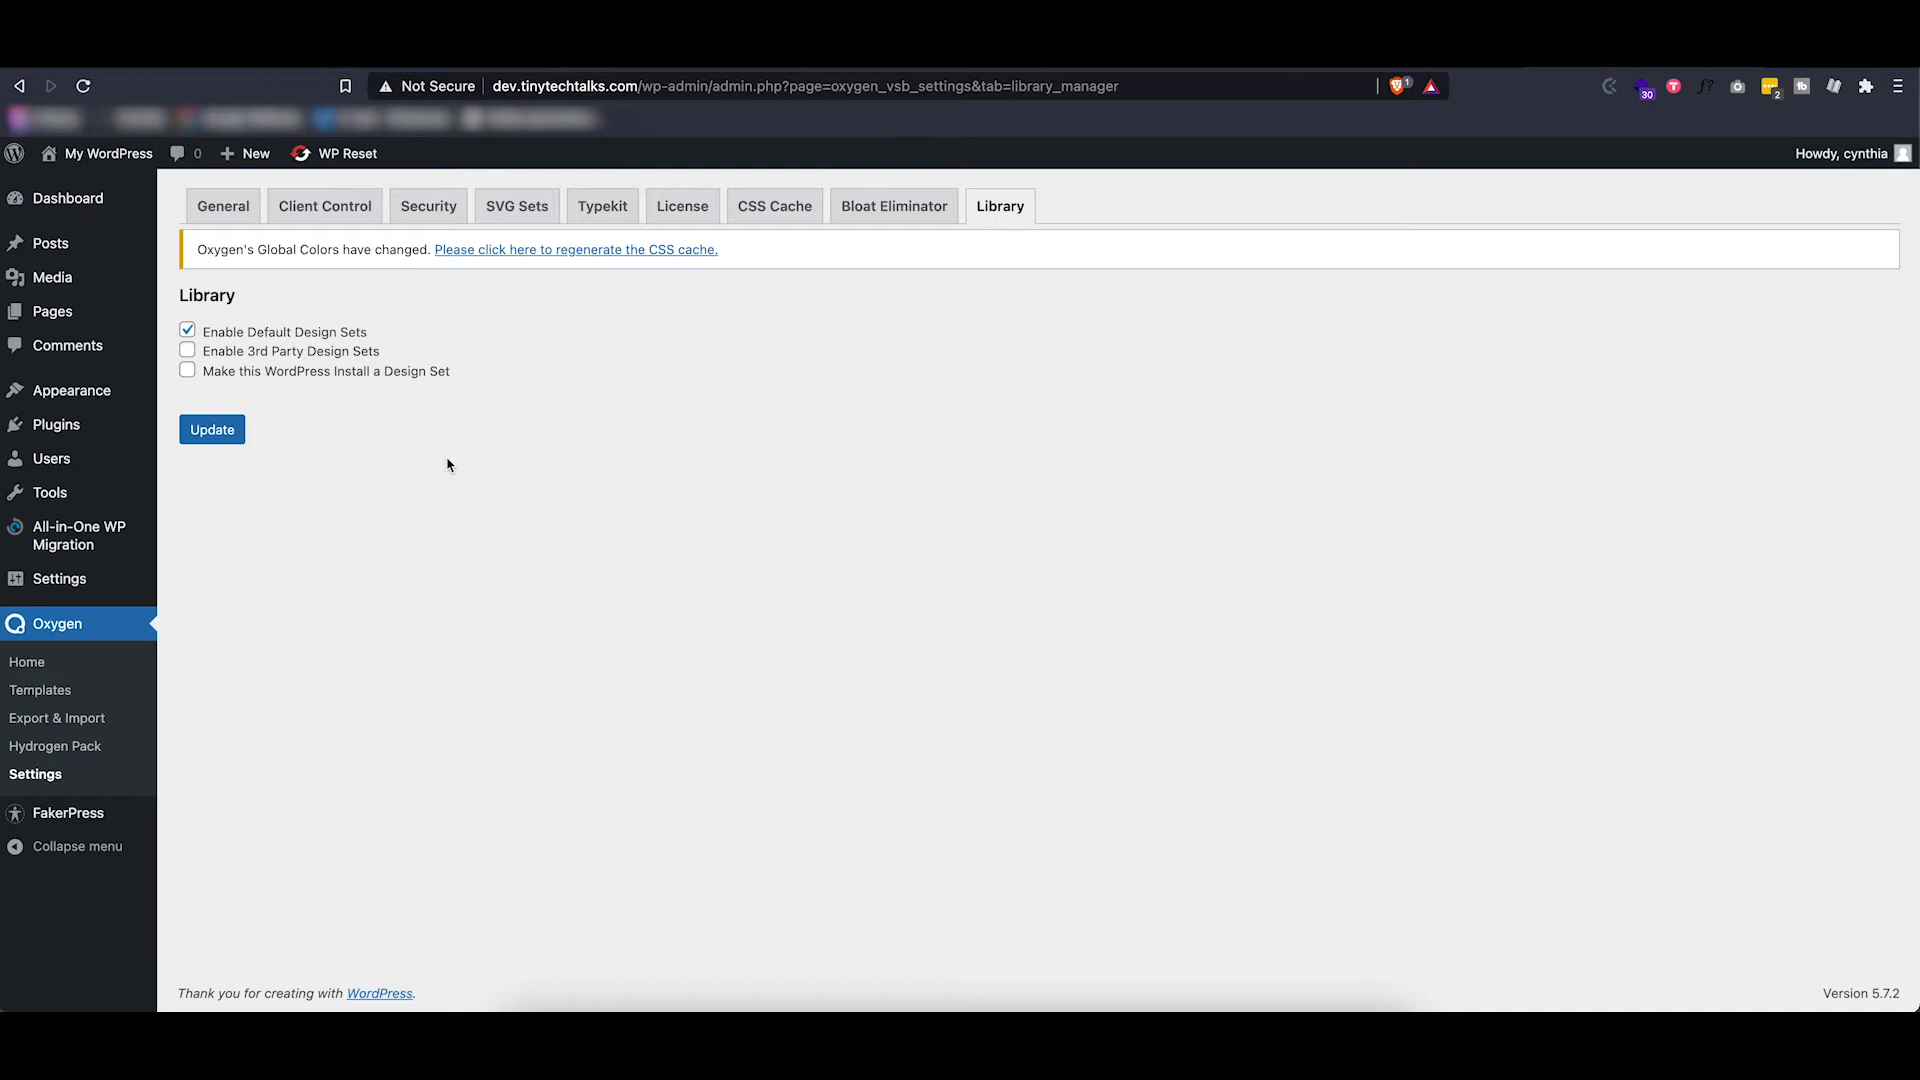 Not Secure dev.tinytechtalks.com/wp-admin/admin.php?page=oxygen_vsb_settings&tab=library_manager 1 30 T f? 2 tb
My WordPress 0 New WP Reset Howdy, cynthia
Dashboard
Posts
Media
Pages
Comments
Appearance
Plugins
Users
Tools
All-in-One WP
Migration
Settings
Oxygen
Home
Templates
Export & Import
Hydrogen Pack
Settings
FakerPress
Collapse menu
General Client Control Security SVG Sets Typekit License CSS Cache Bloat Eliminator Library
Oxygen's Global Colors have changed. Please click here to regenerate the CSS cache.
Library
Enable Default Design Sets
Enable 3rd Party Design Sets
Make this WordPress Install a Design Set
Update
Thank you for creating with WordPress. Version 5.7.2